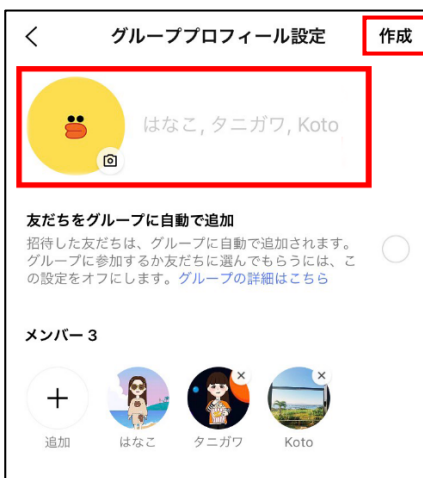 グループプロフィール設定 作成
はなこ, タニガワ, Koto
友だちをグループに自動で追加
招待した友だちは、グループに自動で追加されます。
グループに参加するか友だちに選んでもらうには、こ
の設定をオフにします。グループの詳細はこちら
メンバー 3
追加 はなこ タニガワ Koto